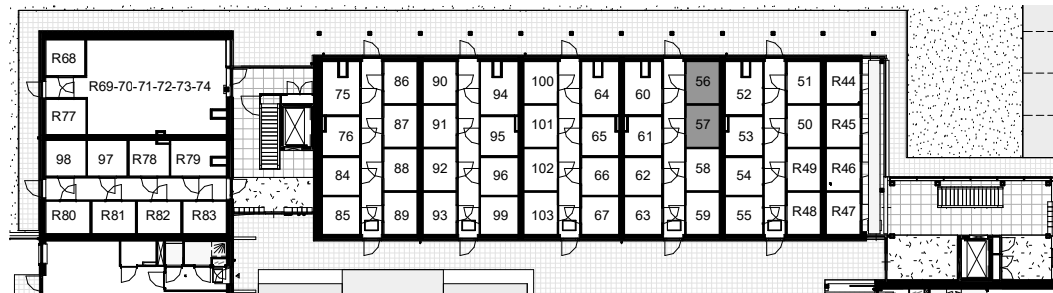 R68
R69-70-71-72-73-74
R77
98 97 R78 R79
R80 R81 R82 R83
75 86 90 94 100 64 60 56 52 51 R44
76 87 91 95 101 65 61 57 53 50 R45
84 88 92 96 102 66 62 58 54 R49 R46
85 89 93 99 103 67 63 59 55 R48 R47